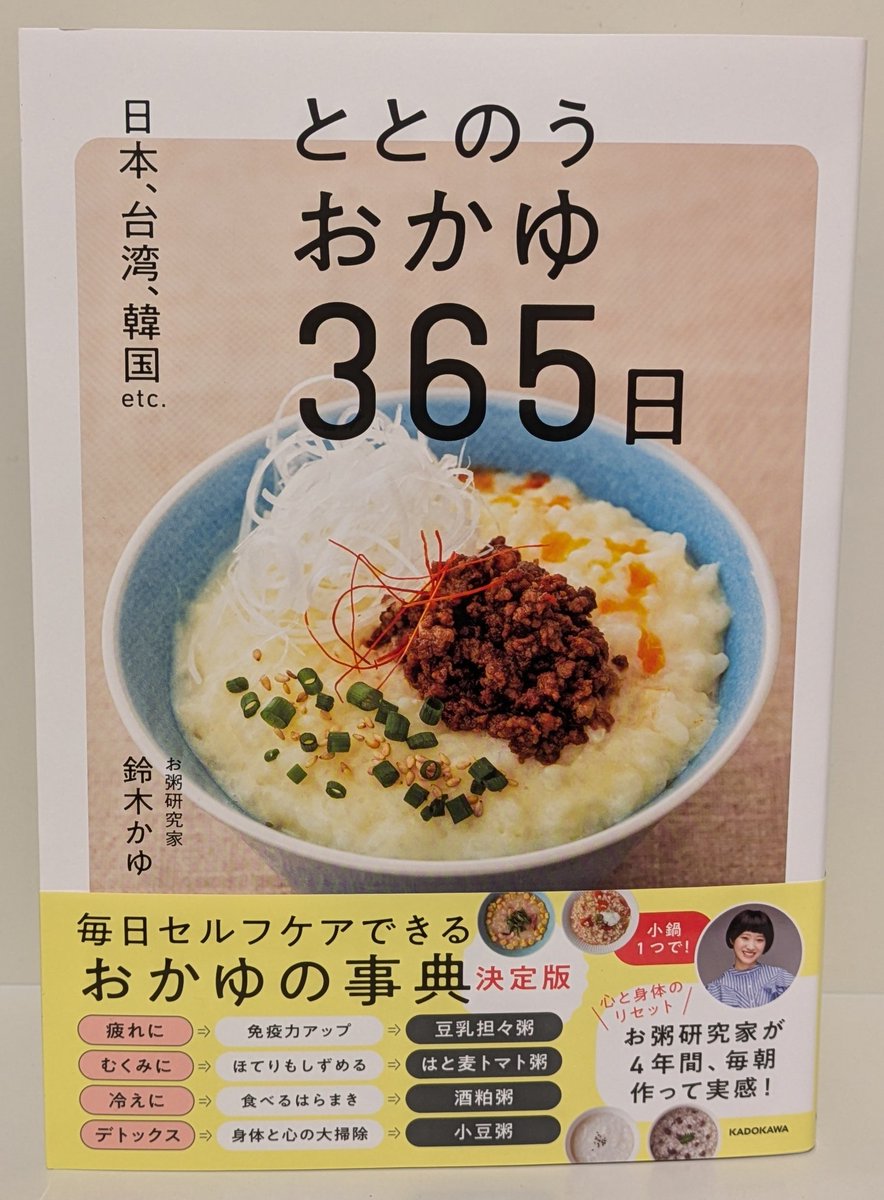 ととのう
おかゆ
365日
日本、台湾、韓国
etc.
お粥研究家
鈴木かゆ
毎日セルフケアできる
おかゆの事典 決定版
疲れに ⇒ 免疫力アップ ⇒ 豆乳担々粥
むくみに ⇒ ほてりもしずめる ⇒ はと麦トマト粥
冷えに ⇒ 食べるはらまき ⇒ 酒粕粥
デトックス ⇒ 身体と心の大掃除 ⇒ 小豆粥
小鍋
1つで!
心と身体の
リセット
お粥研究家が
4年間、毎朝
作って実感!
KADOKAWA